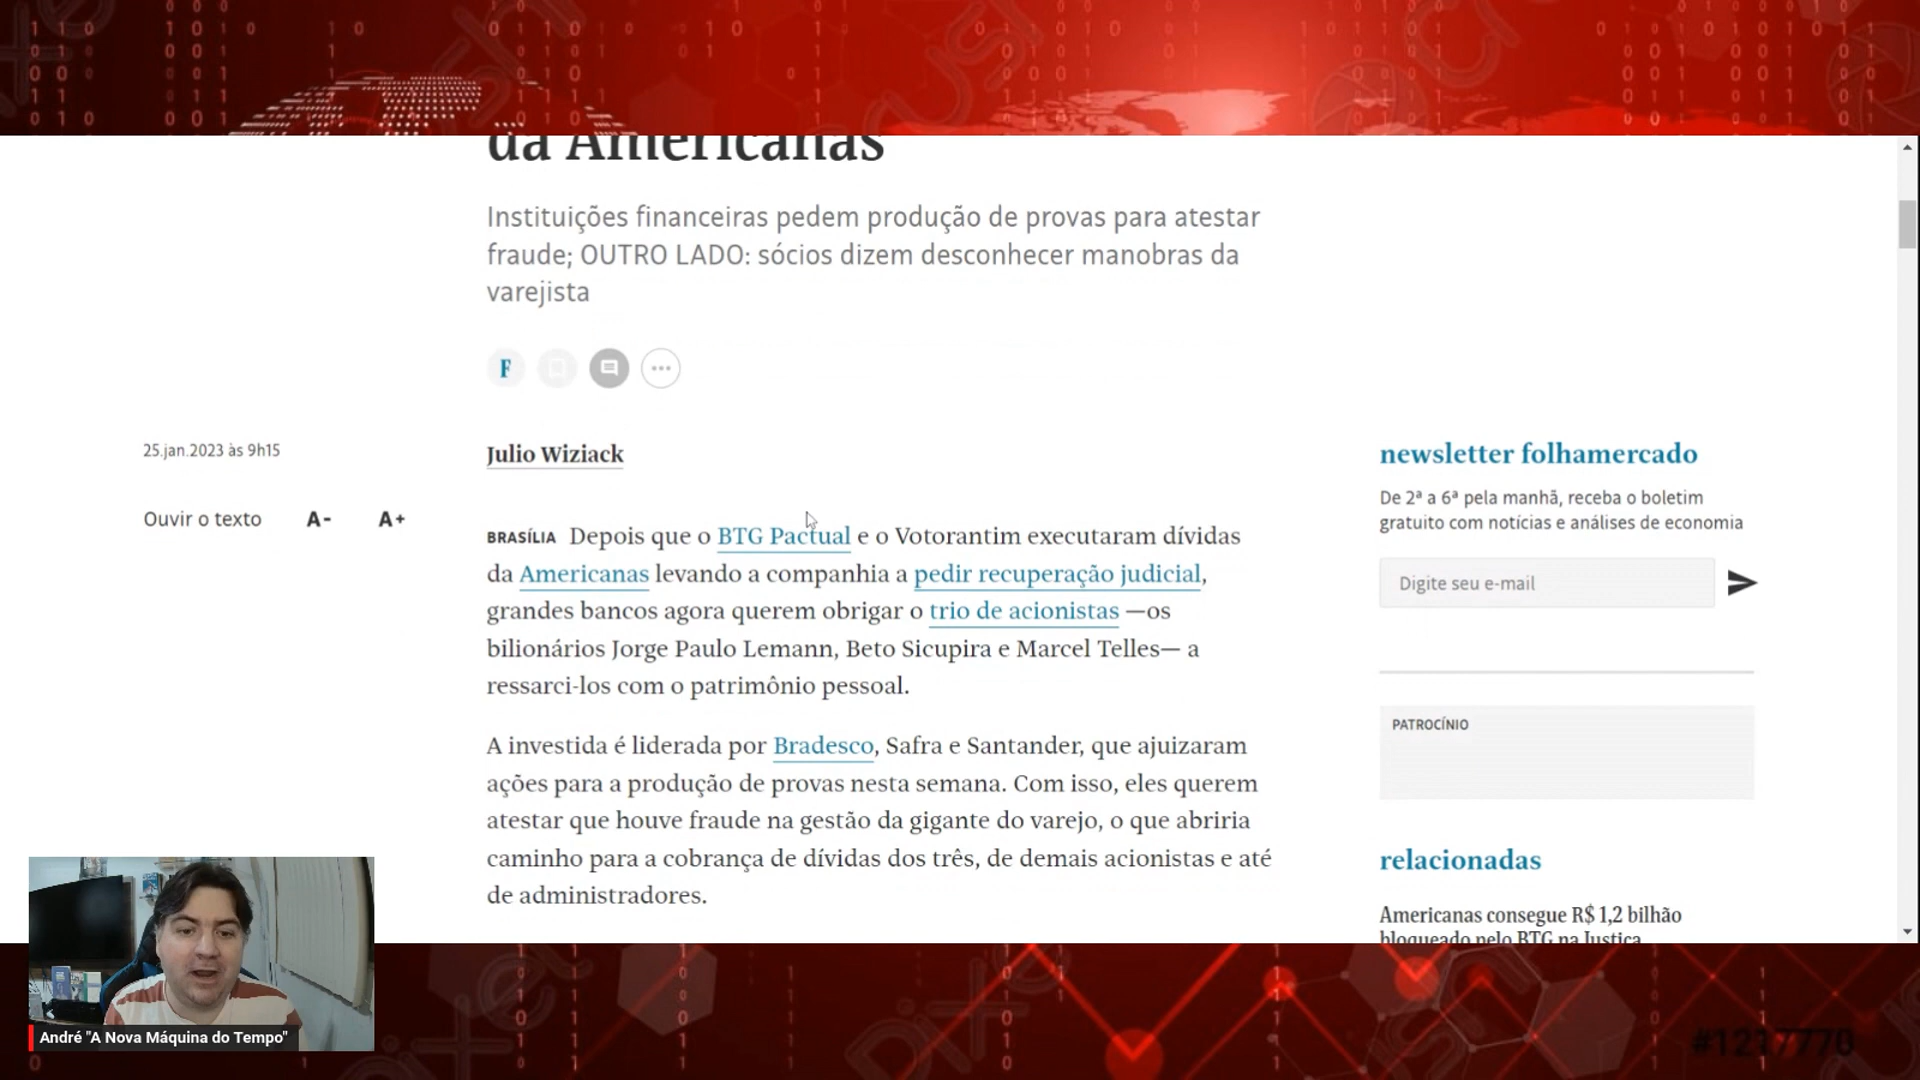 da Americanas
Instituições financeiras pedem produção de provas para atestar
fraude; OUTRO LADO: sócios dizem desconhecer manobras da
varejista
F
25.jan.2023 às 9h15
Ouvir o texto A- A+
Julio Wiziack
BRASÍLIA Depois que o BTG Pactual e o Votorantim executaram dívidas
da Americanas levando a companhia a pedir recuperação judicial,
grandes bancos agora querem obrigar o trio de acionistas —os
bilionários Jorge Paulo Lemann, Beto Sicupira e Marcel Telles— a
ressarci-los com o patrimônio pessoal.
A investida é liderada por Bradesco, Safra e Santander, que ajuizaram
ações para a produção de provas nesta semana. Com isso, eles querem
atestar que houve fraude na gestão da gigante do varejo, o que abriria
caminho para a cobrança de dívidas dos três, de demais acionistas e até
de administradores.
newsletter folhamercado
De 2ª a 6ª pela manhã, receba o boletim
gratuito com notícias e análises de economia
Digite seu e-mail
PATROCÍNIO
relacionadas
Americanas consegue R$ 1,2 bilhão
bloqueado pelo BTG na Justiça
André "A Nova Máquina do Tempo"